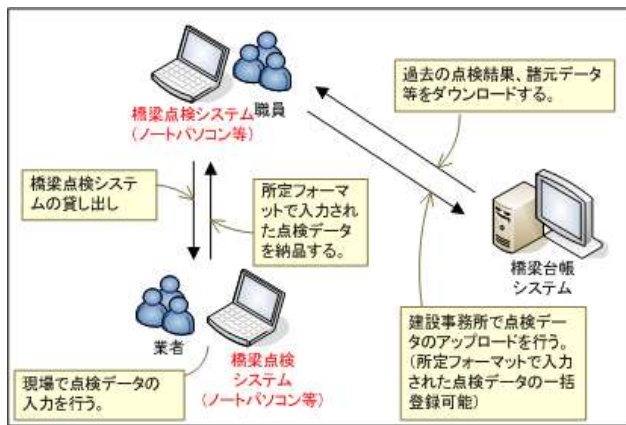 過去の点検結果、諸元データ
等をダウンロードする。
職員
橋梁点検システム
(ノートパソコン等)
橋梁点検システ
ムの貸し出し
所定フォーマ
ットで入力され
た点検データ
を納品する。
橋梁台帳
システム
業者
橋梁点検
システム
(ノートパソコン等)
現場で点検データの
入力を行う。
建設事務所で点検デー
タのアップロードを行う。
(所定フォーマットで入力
された点検データの一括
登録可能)